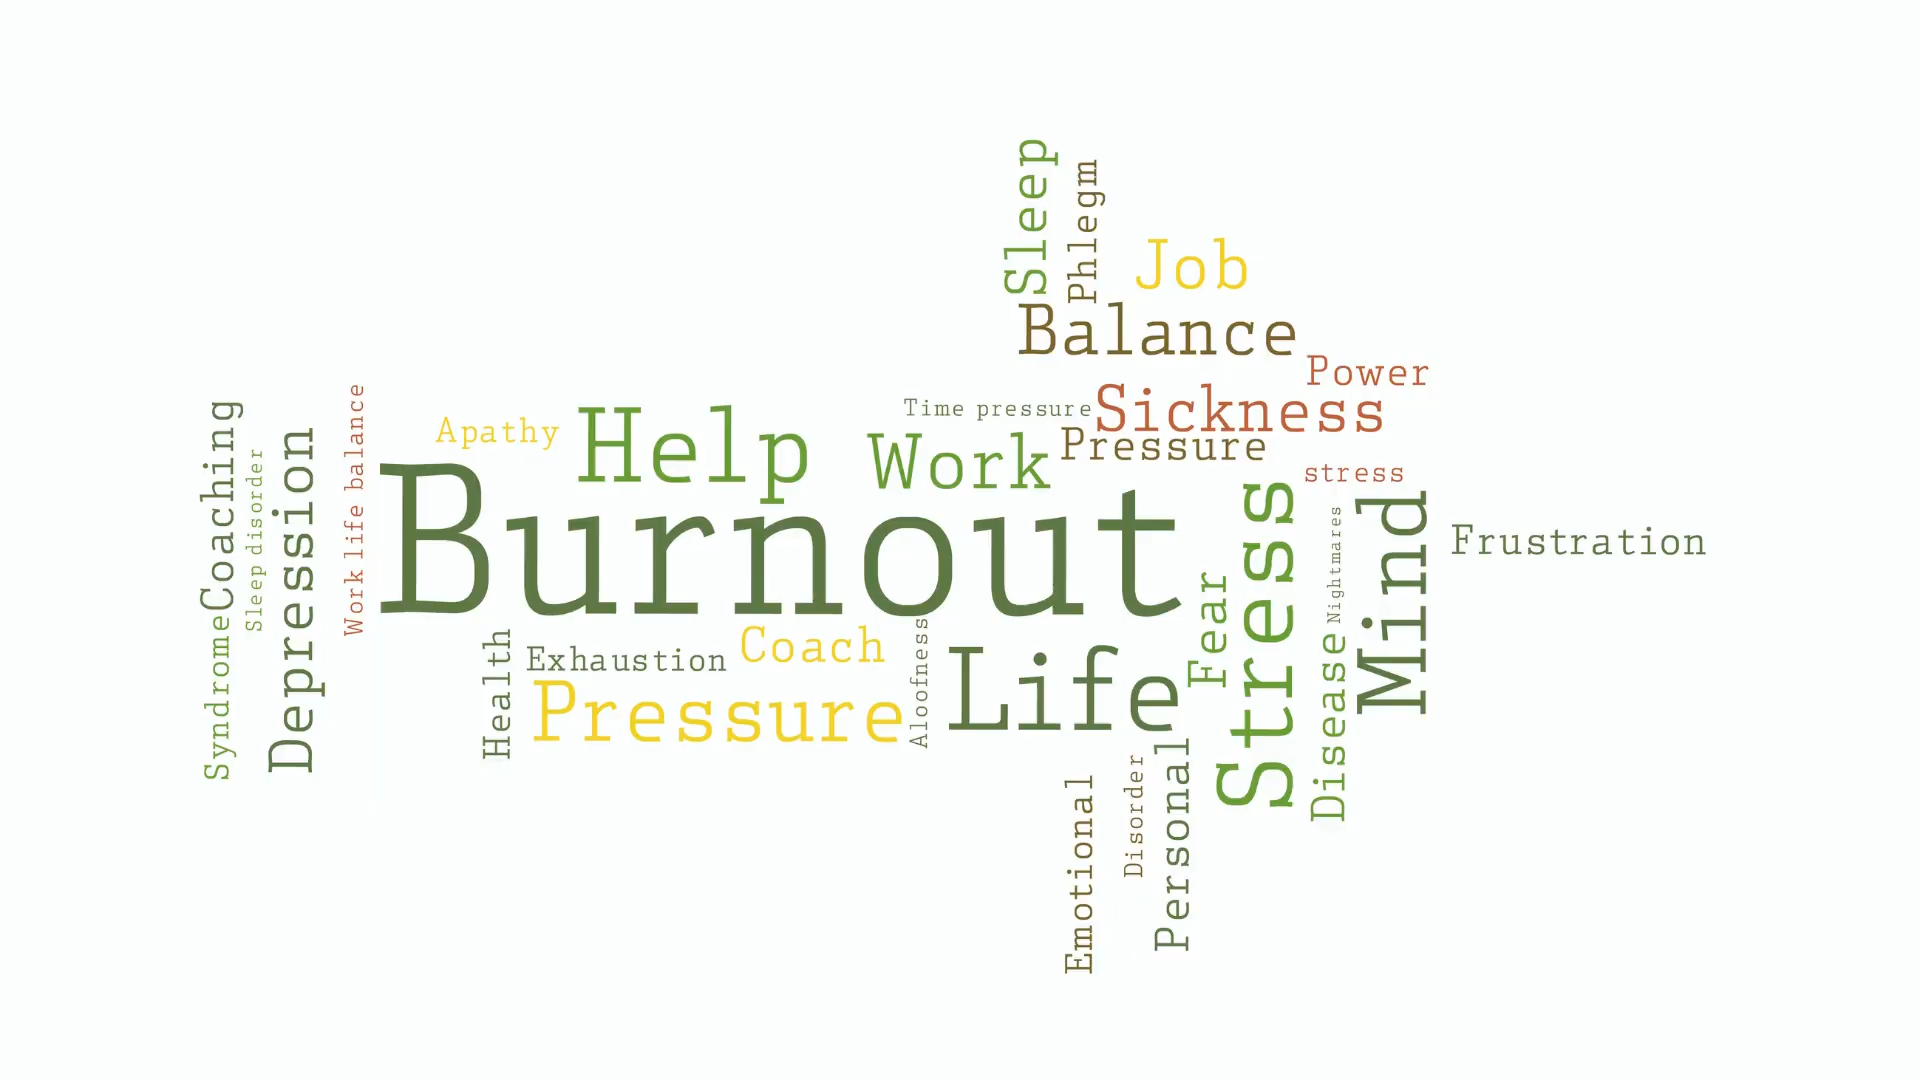 Sleep
Phlegm
Job
Balance
Power
Sickness
Time pressure
Pressure
Work
Help
Apathy
stress
Burnout
Work life balance
Depression
Sleep disorder
Coaching
Syndrome
Stress
Nightmares
Mind
Frustration
Fear
Disease
Health
Exhaustion
Coach
Pressure
Aloofness
Life
Emotional
Disorder
Personal